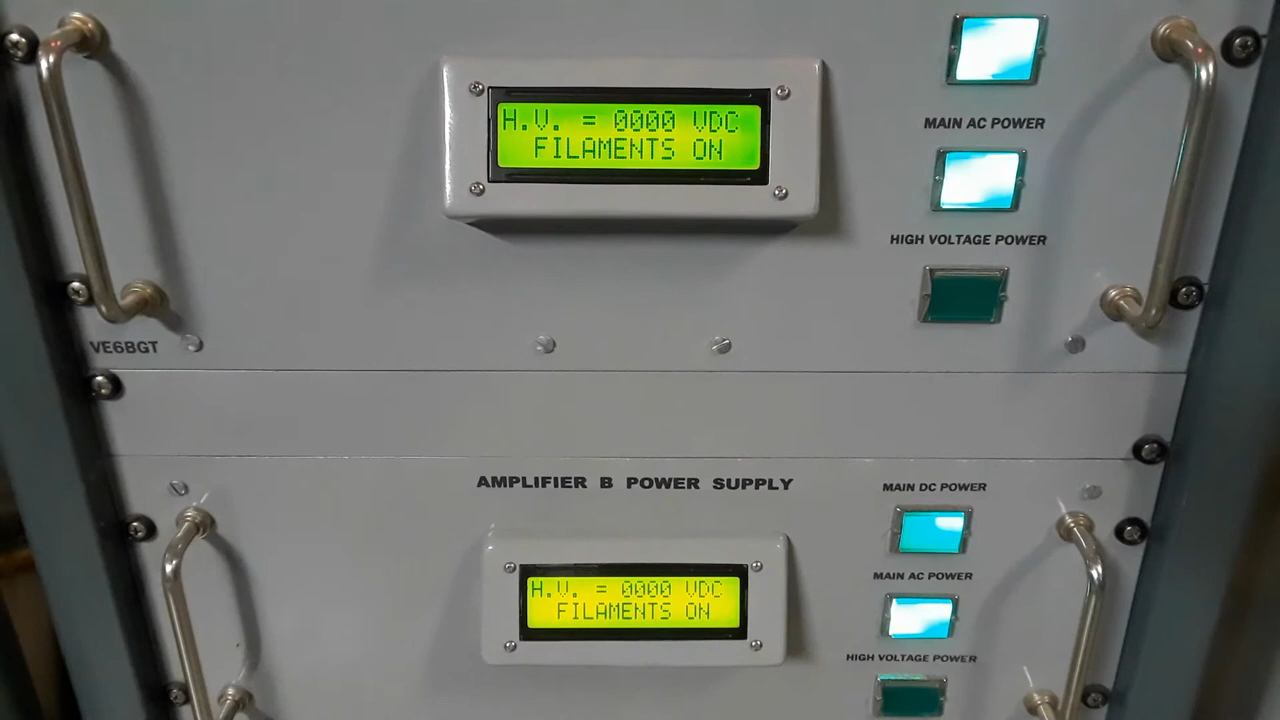 H.V. = 0000 VDC
FILAMENTS ON
MAIN AC POWER
HIGH VOLTAGE POWER
VE6BGT
AMPLIFIER B POWER SUPPLY
MAIN DC POWER
H.V. = 0000 VDC
FILAMENTS ON
MAIN AC POWER
HIGH VOLTAGE POWER